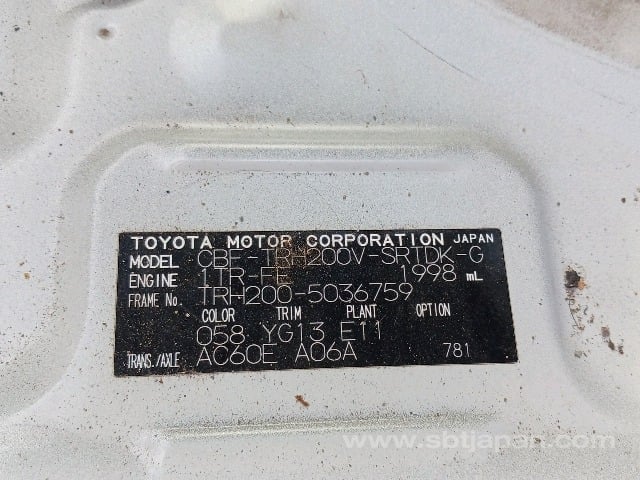 TOYOTA MOTOR CORPORATION JAPAN
MODEL CBF-TRH200V-SRTDK-G
ENGINE 1TR-FE 1998 mL
FRAME No. TRH200-5036759
COLOR TRIM PLANT OPTION
058 YG13 E11
TRANS./AXLE AC60E A06A 781
www.sbtjapan.com